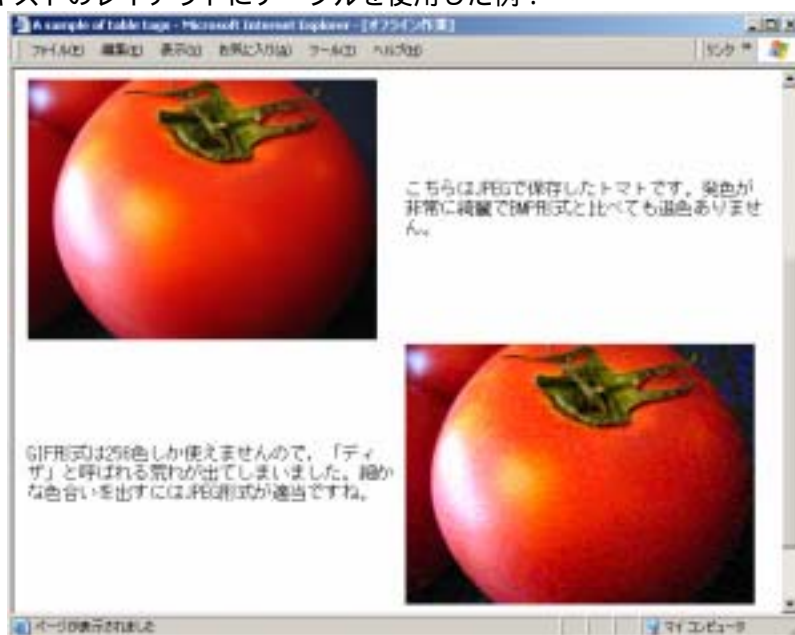 キストのレイアウトにテーブルを使用した例：
A sample of table tags - Microsoft Internet Explorer - [オフライン作業]
ファイル(F) 編集(E) 表示(V) お気に入り(A) ツール(T) ヘルプ(H) リンク »
こちらはJPEGで保存したトマトです。発色が
非常に綺麗でBMP形式と比べても遜色ありませ
ん。
GIF形式は256色しか使えませんので、「ディ
ザ」と呼ばれる荒れが出てしまいました。細か
な色合いを出すにはJPEG形式が適当ですね。
ページが表示されました マイ コンピュータ